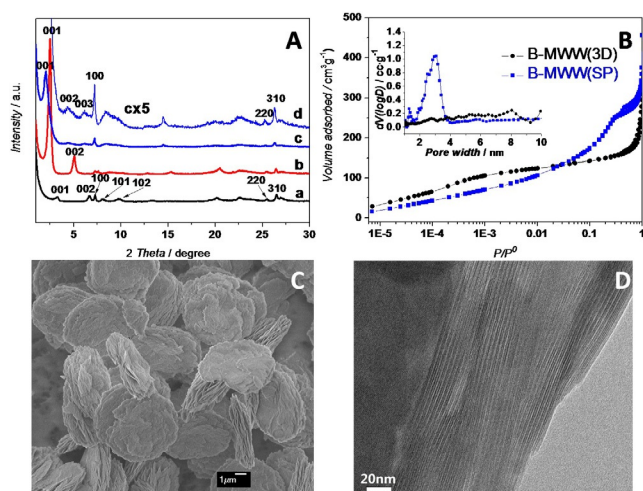 A
001
001
002
003
100
cx5
220
310
d
c
002
b
001
002
100
101
102
220
310
a
5
10
15
20
25
30
2 Theta / degree
Intensity / a.u.
B
500
400
300
200
100
0
Volume adsorbed / cm³g⁻¹
1E-5
1E-4
1E-3
0.01
0.1
1
P/P⁰
1.4
1.2
1.0
0.8
0.6
0.4
0.2
0.0
dV(logD) / cc·g⁻¹
2
4
6
8
10
Pore width / nm
B-MWW(3D)
B-MWW(SP)
C
1µm
D
20nm